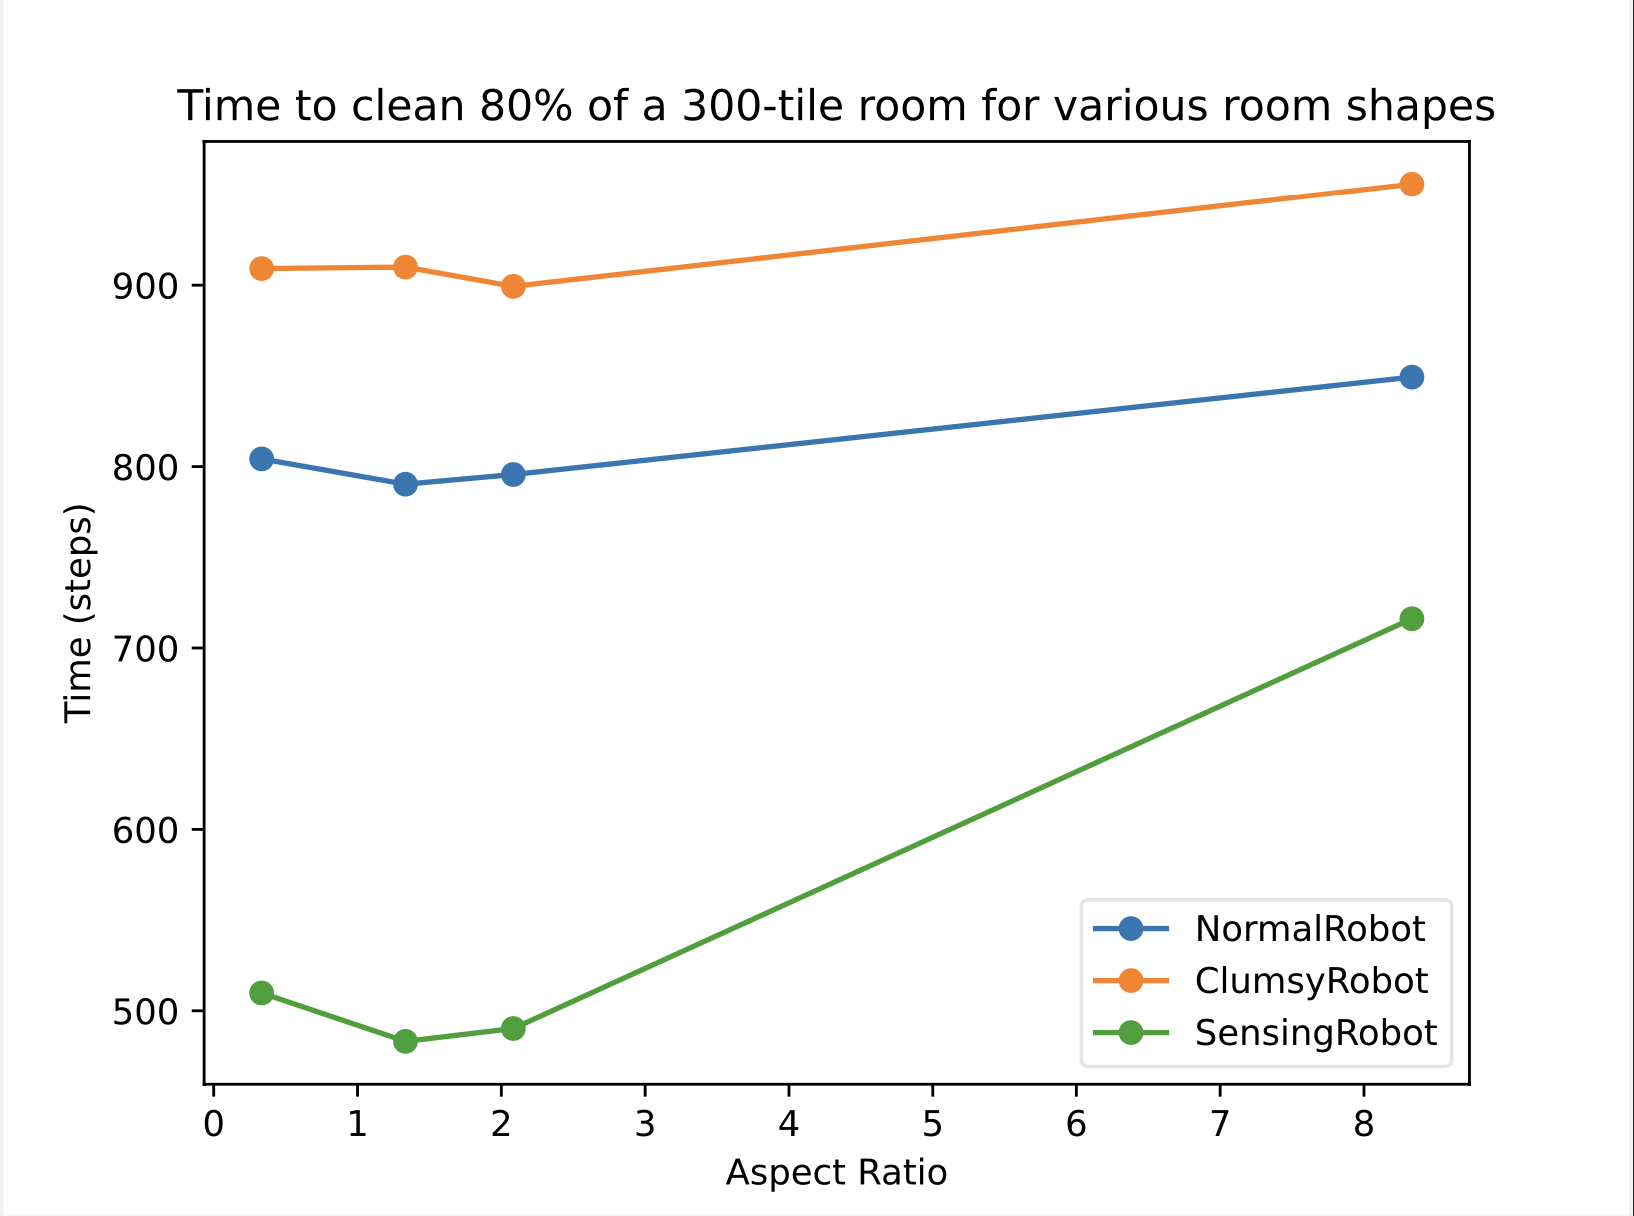 Time to clean 80% of a 300-tile room for various room shapes
900
800
700
600
500
Time (steps)
NormalRobot
ClumsyRobot
SensingRobot
0 1 2 3 4 5 6 7 8
Aspect Ratio